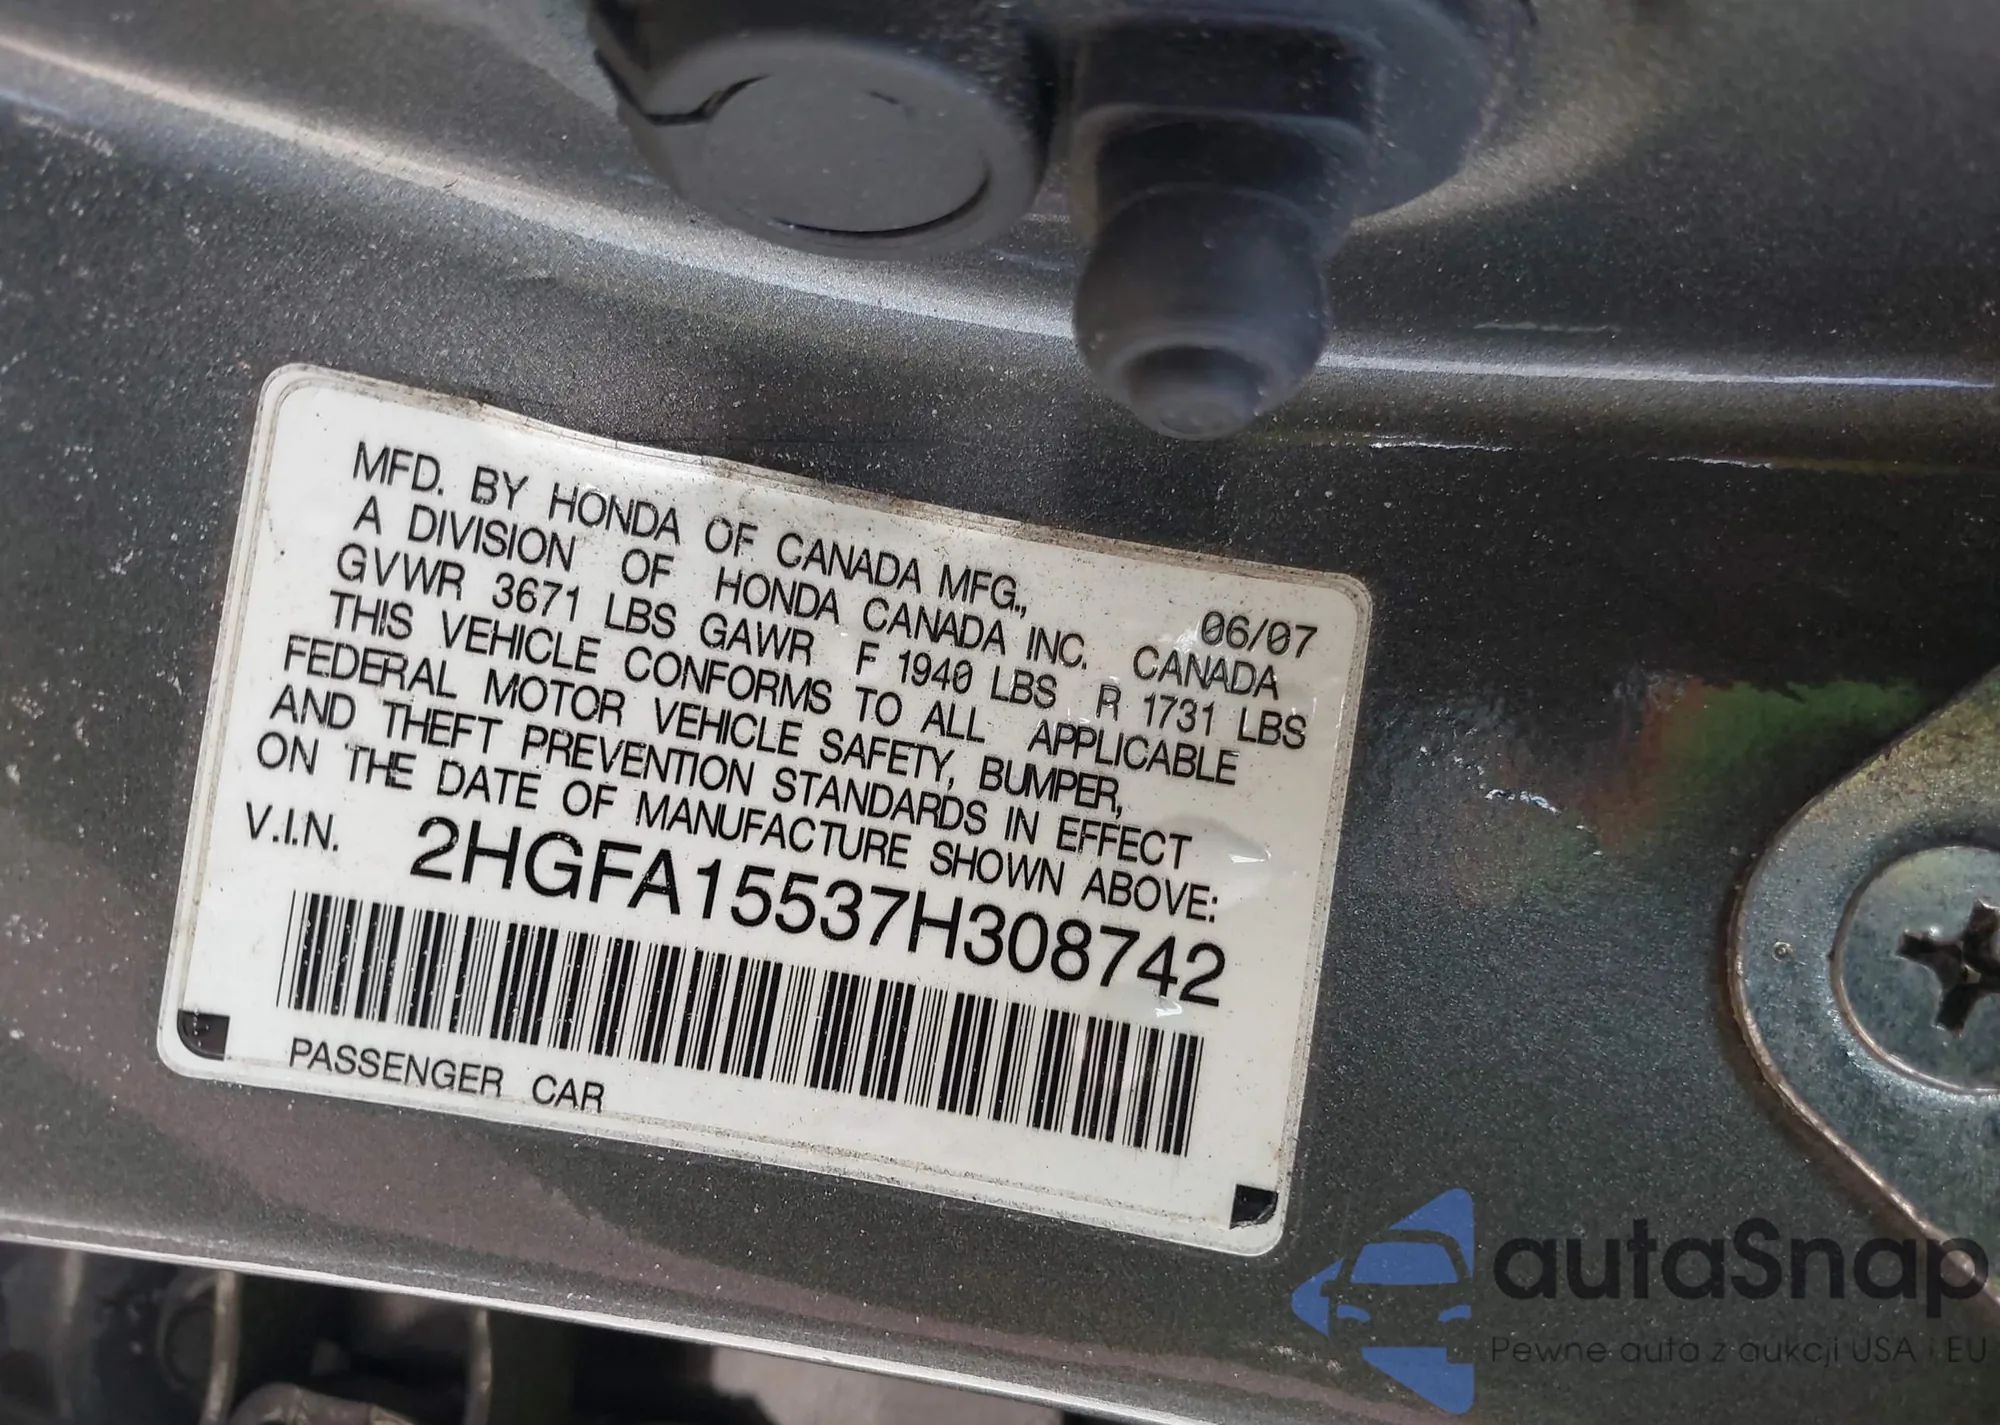 MFD. BY HONDA OF CANADA MFG., 06/07
A DIVISION OF HONDA CANADA INC. CANADA
GVWR 3671 LBS GAWR F 1940 LBS R 1731 LBS
THIS VEHICLE CONFORMS TO ALL APPLICABLE
FEDERAL MOTOR VEHICLE SAFETY, BUMPER,
AND THEFT PREVENTION STANDARDS IN EFFECT
ON THE DATE OF MANUFACTURE SHOWN ABOVE:
V.I.N. 2HGFA15537H308742
PASSENGER CAR
autaSnap
Pewne auta z aukcji USA i EU